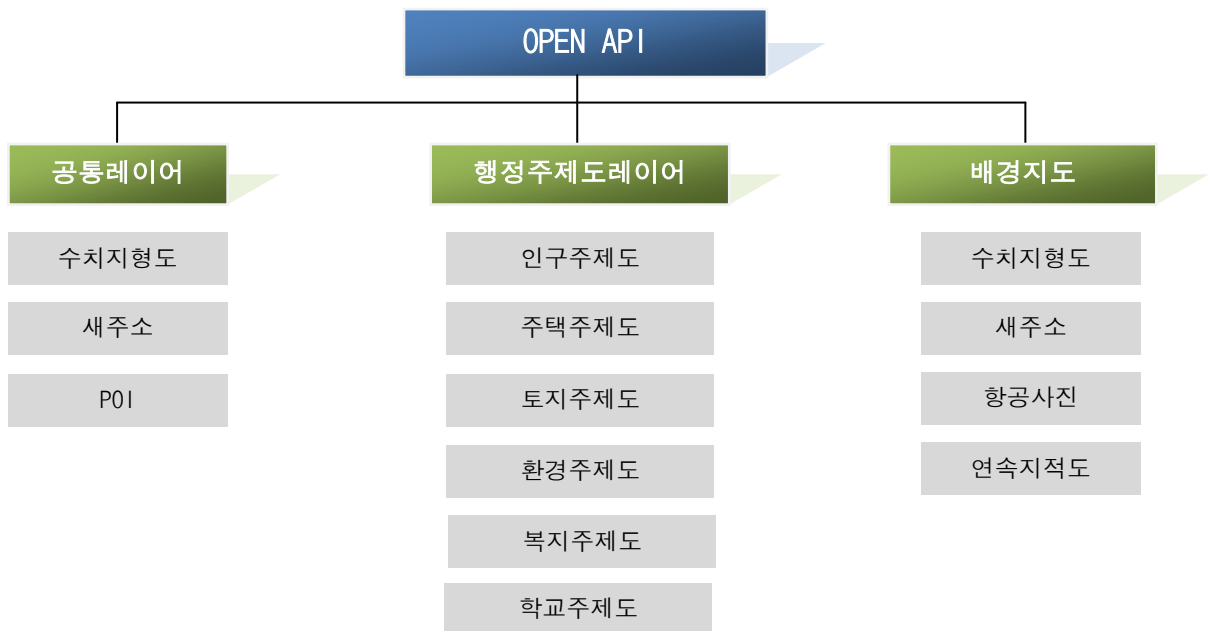 OPEN API
공통레이어
수치지형도
새주소
POI
행정주제도레이어
인구주제도
주택주제도
토지주제도
환경주제도
복지주제도
학교주제도
배경지도
수치지형도
새주소
항공사진
연속지적도